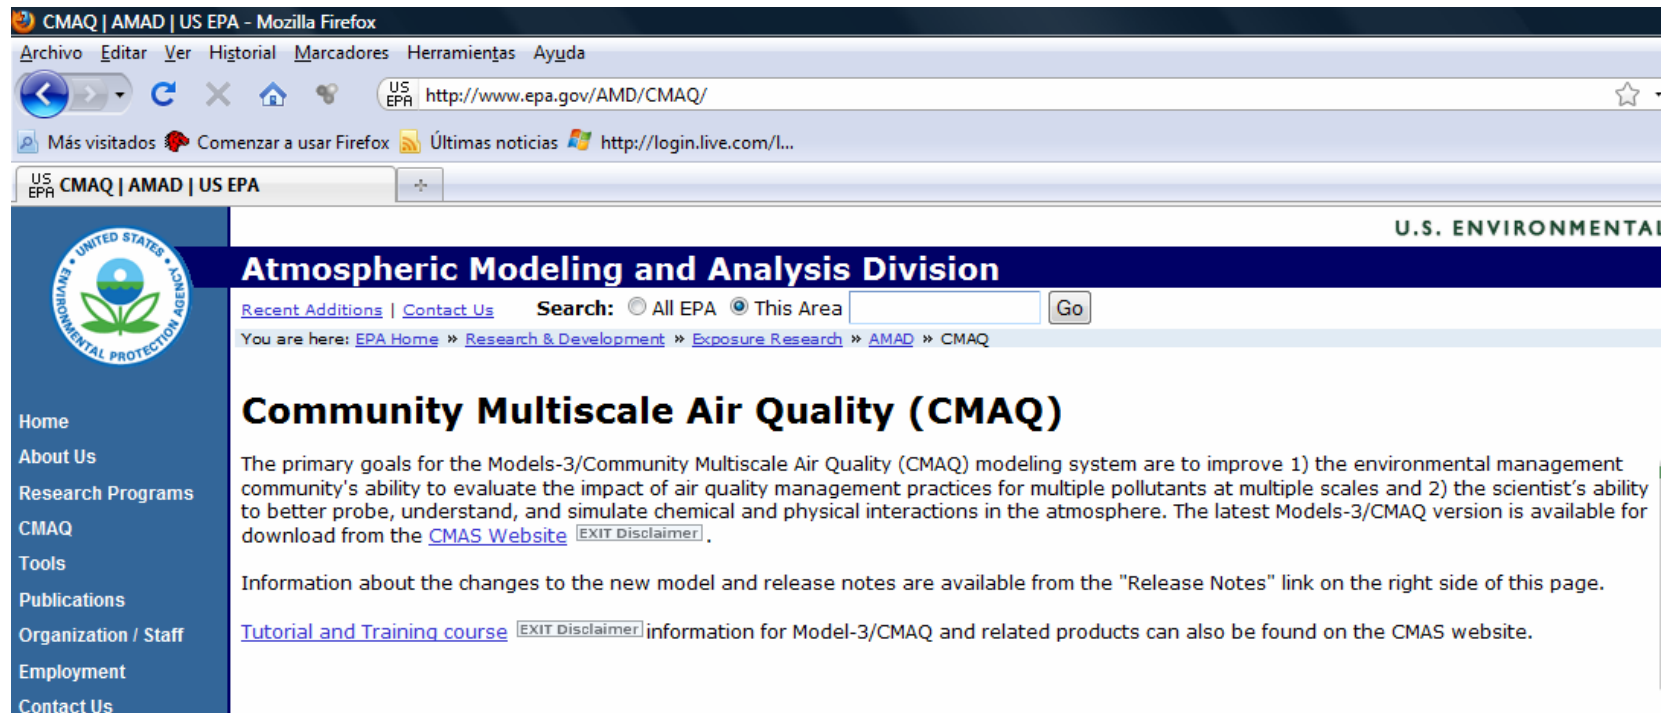 CMAQ | AMAD | US EPA - Mozilla Firefox
Archivo Editar Ver Historial Marcadores Herramientas Ayuda
US EPA http://www.epa.gov/AMD/CMAQ/
Más visitados Comenzar a usar Firefox Últimas noticias http://login.live.com/l...
US EPA CMAQ | AMAD | US EPA
UNITED STATES ENVIRONMENTAL PROTECTION AGENCY
U.S. ENVIRONMENTAL
Atmospheric Modeling and Analysis Division
Recent Additions | Contact Us Search: All EPA This Area Go
You are here: EPA Home » Research & Development » Exposure Research » AMAD » CMAQ
Home
About Us
Research Programs
CMAQ
Tools
Publications
Organization / Staff
Employment
Contact Us
Community Multiscale Air Quality (CMAQ)
The primary goals for the Models-3/Community Multiscale Air Quality (CMAQ) modeling system are to improve 1) the environmental management
community's ability to evaluate the impact of air quality management practices for multiple pollutants at multiple scales and 2) the scientist's ability
to better probe, understand, and simulate chemical and physical interactions in the atmosphere. The latest Models-3/CMAQ version is available for
download from the CMAS Website EXIT Disclaimer .
Information about the changes to the new model and release notes are available from the "Release Notes" link on the right side of this page.
Tutorial and Training course EXIT Disclaimer information for Model-3/CMAQ and related products can also be found on the CMAS website.